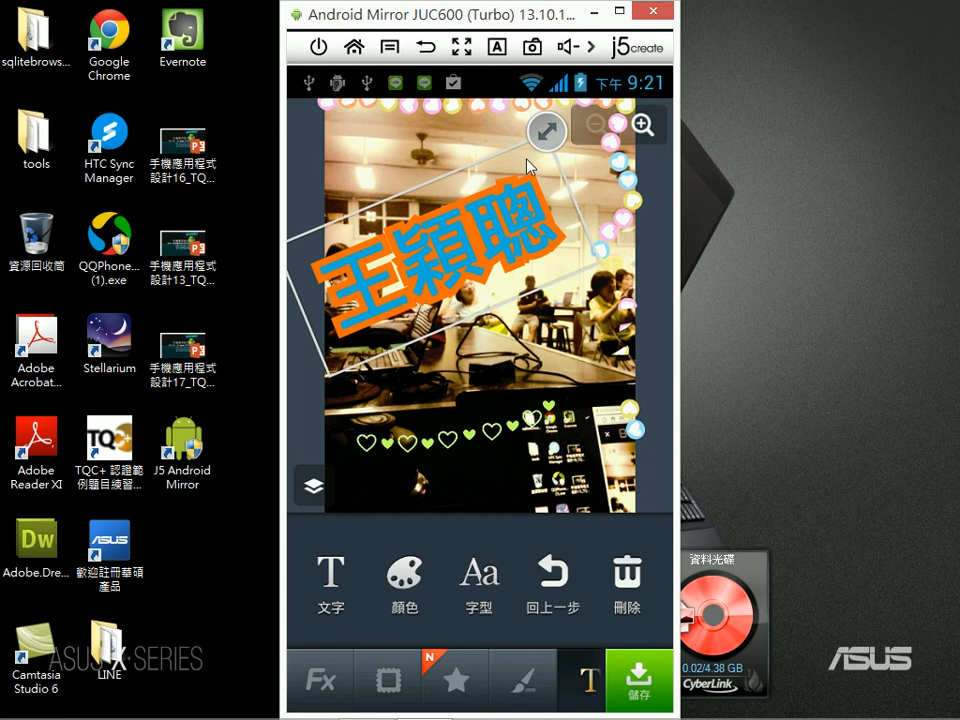 sqlitebrows...
Google
Chrome
Evernote
tools
HTC Sync
Manager
手機應用程式
設計16_TQ...
資源回收筒
QQPhone...
(1).exe
手機應用程式
設計13_TQ...
Adobe
Acrobat...
Stellarium
手機應用程式
設計17_TQ...
Adobe
Reader XI
TQC+ 認證範
例題目練習...
J5 Android
Mirror
Dw
Adobe.Dre...
ASUS
歡迎註冊華碩
產品
Camtasia
Studio 6
LINE
ASUS X-SERIES
Android Mirror JUC600 (Turbo) 13.10.1...
A
j5create
下午 9:21
王穎聰
T
文字
顏色
Aa
字型
回上一步
刪除
Fx
N
T
儲存
資料光碟
0.02/4.38 GB
CyberLink
ASUS